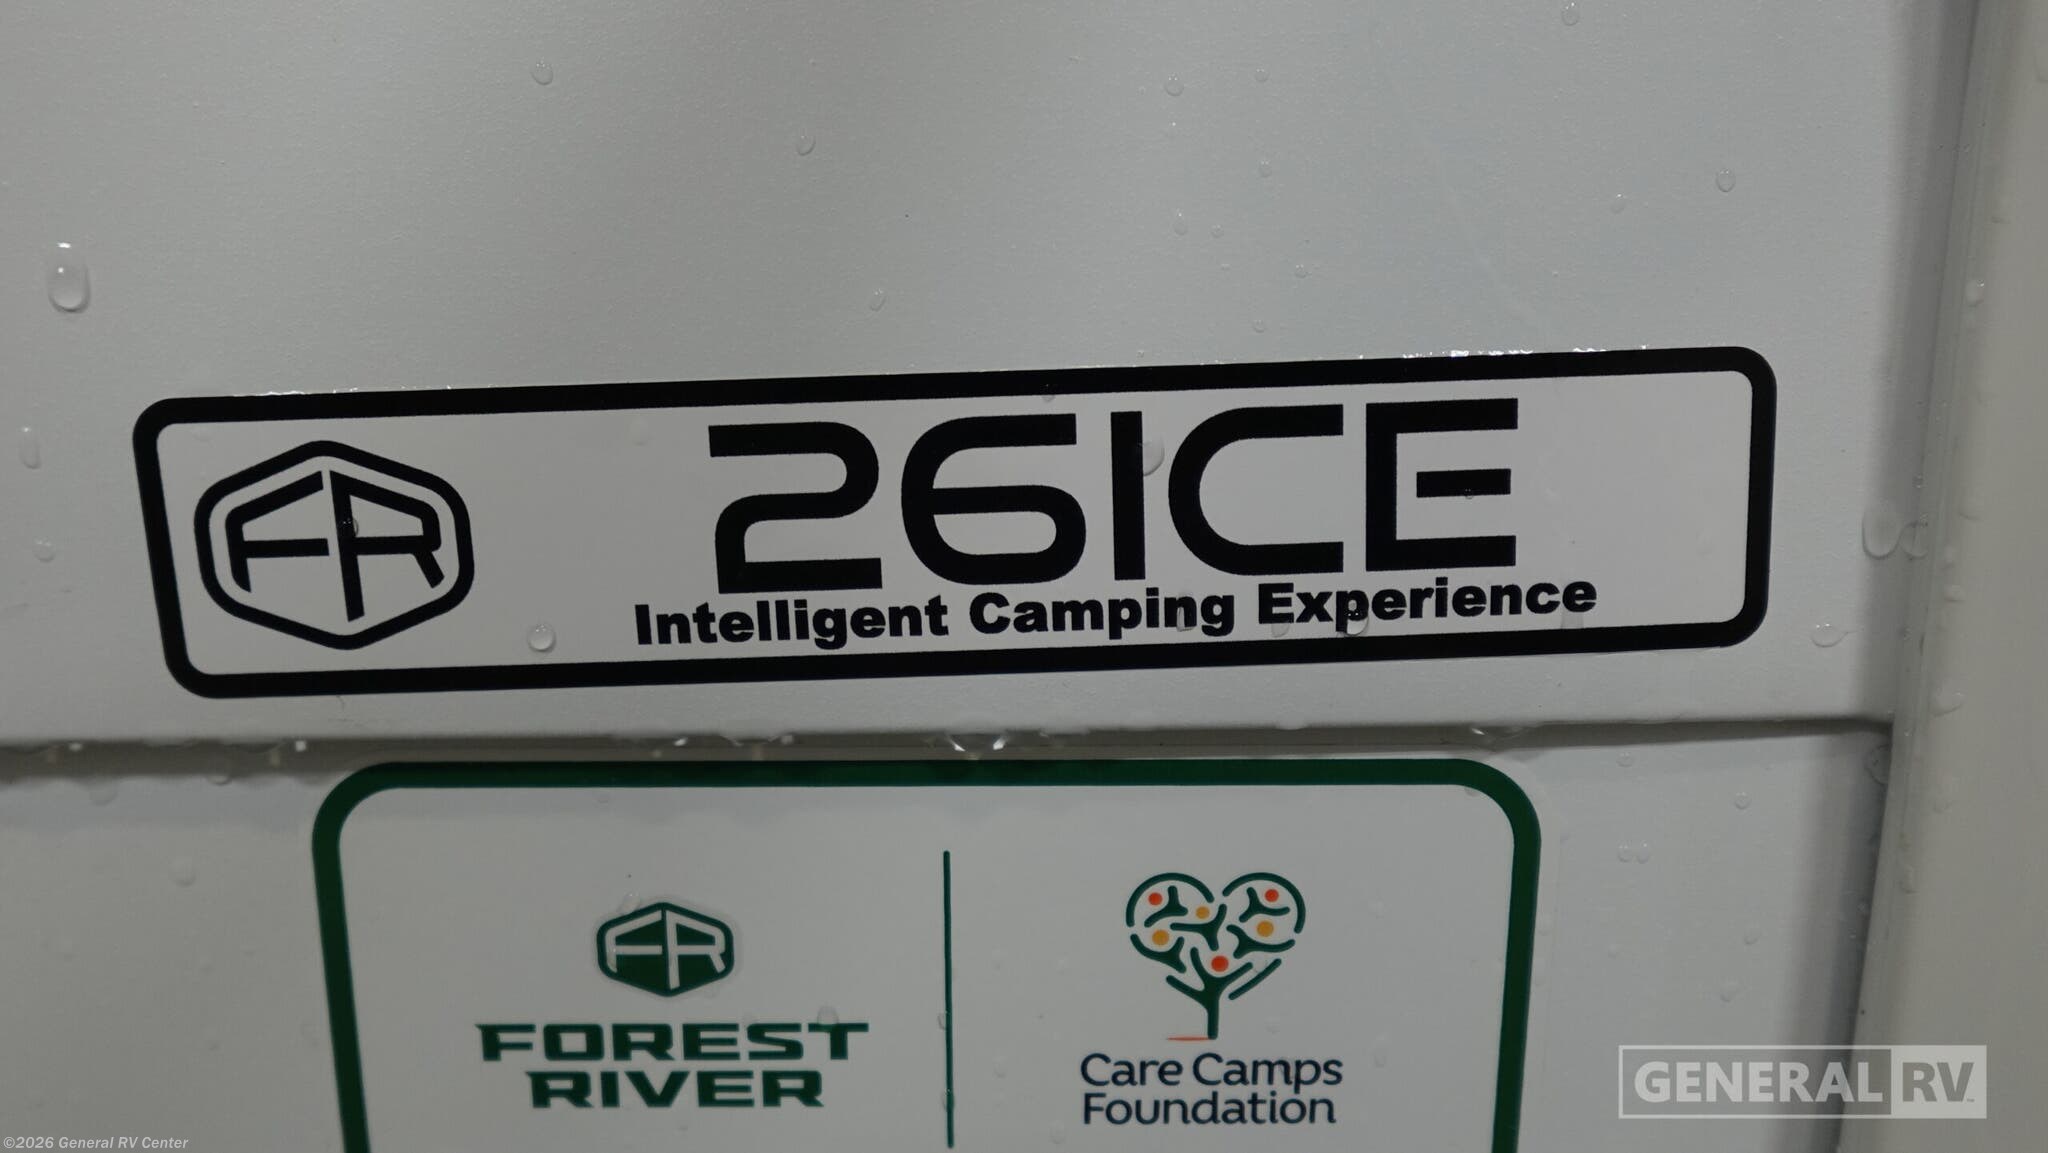 FR
26ICE
Intelligent Camping Experience
FR
FOREST
RIVER
Care Camps
Foundation
GENERAL RV
©2026 General RV Center